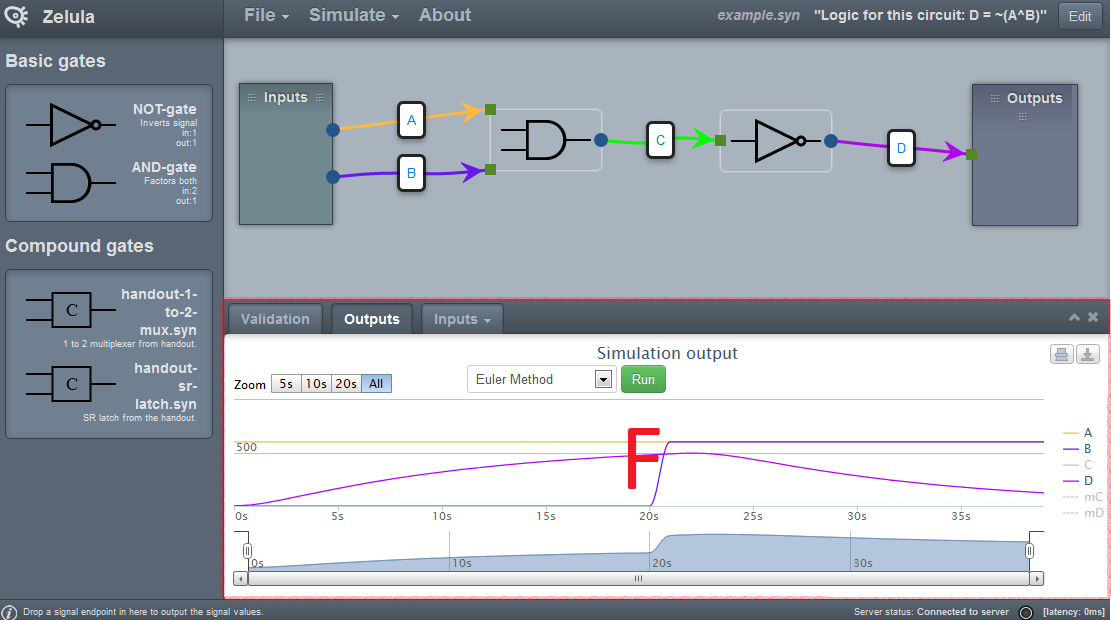 Zelula
File
Simulate
About
example.syn
"Logic for this circuit: D = ~(A^B)"
Edit
Basic gates
NOT-gate
Inverts signal
in:1
out:1
AND-gate
Factors both
in:2
out:1
Compound gates
C
handout-1-
to-2-
mux.syn
1 to 2 multiplexer from handout.
C
handout-
sr-
latch.syn
SR latch from the handout.
Inputs
A
B
C
D
Outputs
Validation
Outputs
Inputs
Simulation output
Zoom
5s
10s
20s
All
Euler Method
Run
500
F
A
B
C
D
mC
mD
0s
5s
10s
15s
20s
25s
30s
35s
0s
10s
20s
30s
Drop a signal endpoint in here to output the signal values.
Server status: Connected to server
[latency: 0ms]